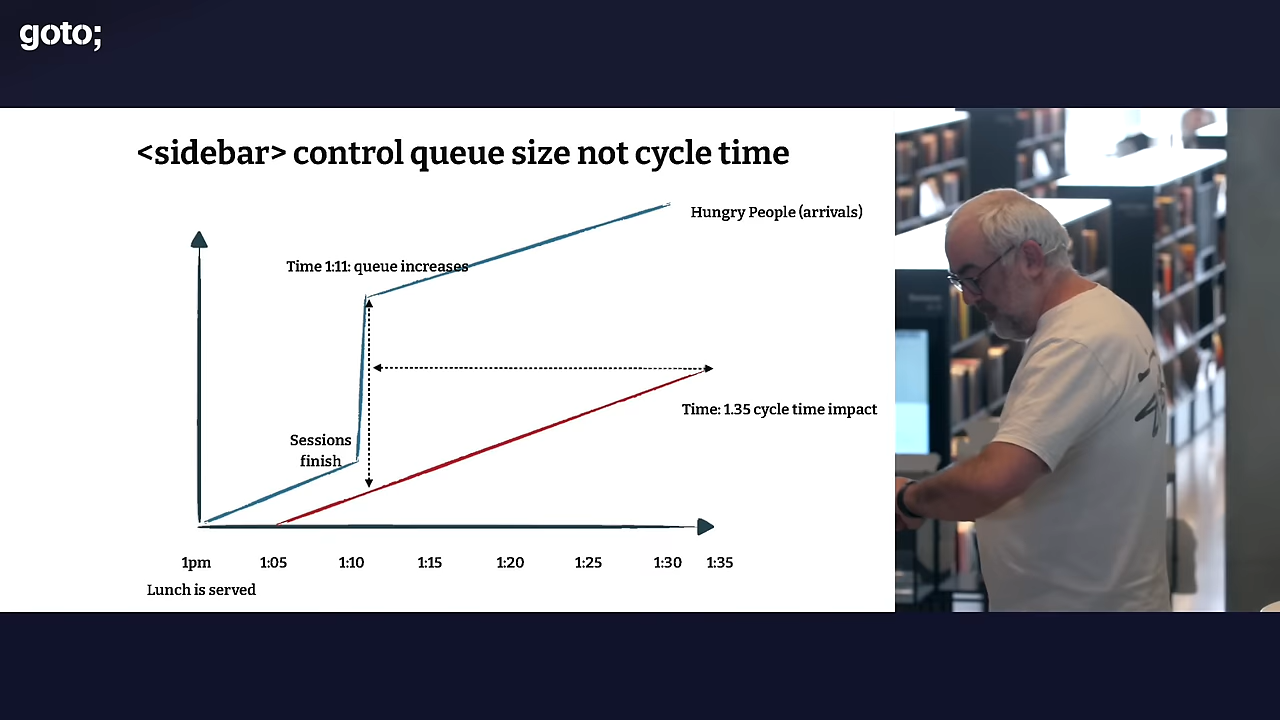 goto;
<sidebar> control queue size not cycle time
Hungry People (arrivals)
Time 1:11: queue increases
Time: 1.35 cycle time impact
Sessions
finish
1pm 1:05 1:10 1:15 1:20 1:25 1:30 1:35
Lunch is served